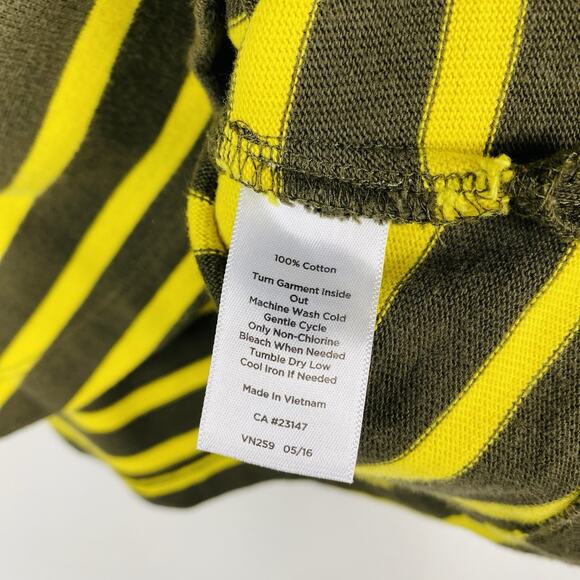 100% Cotton
Turn Garment Inside
Out
Machine Wash Cold
Gentle Cycle
Only Non-Chlorine
Bleach When Needed
Tumble Dry Low
Cool Iron If Needed
Made In Vietnam
CA #23147
VN259 05/16